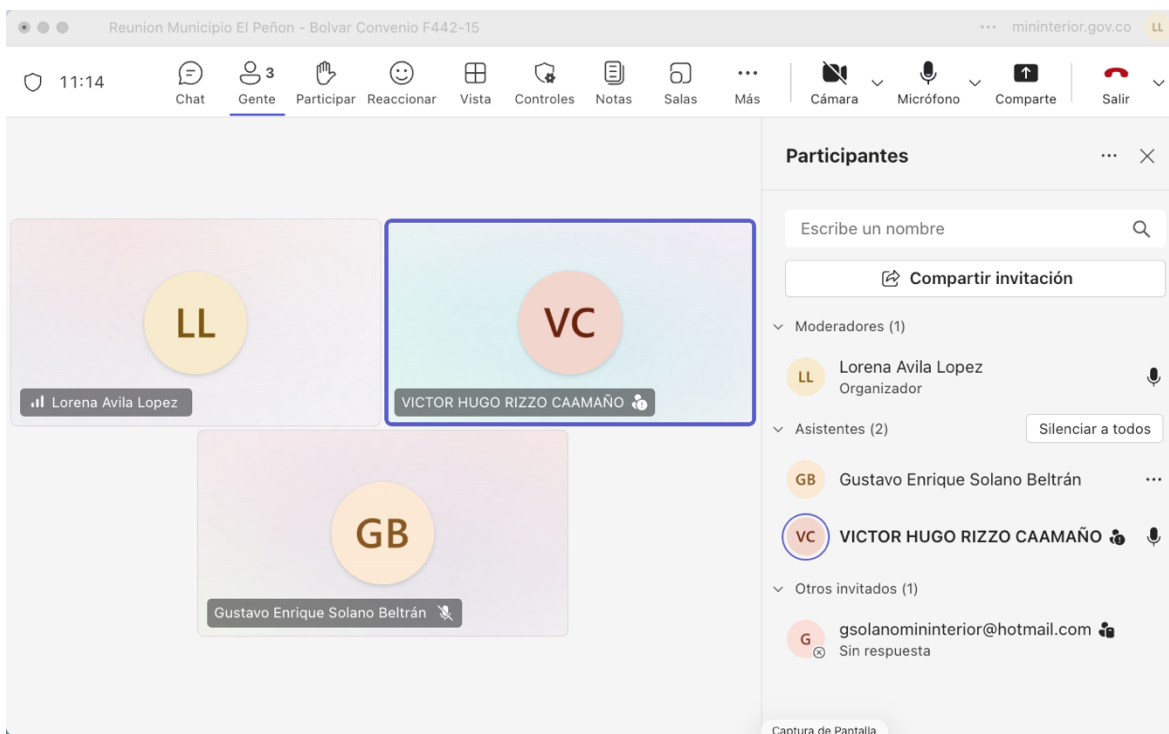 Reunion Municipio El Peñon - Bolvar Convenio F442-15
··· mininterior.gov.co LL
11:14
Chat
3
Gente
Participar
Reaccionar
Vista
Controles
Notas
Salas
Más
Cámara
Micrófono
Comparte
Salir
LL
Lorena Avila Lopez
VC
VICTOR HUGO RIZZO CAAMAÑO
GB
Gustavo Enrique Solano Beltrán
Participantes
Escribe un nombre
Compartir invitación
Moderadores (1)
LL
Lorena Avila Lopez
Organizador
Asistentes (2)
Silenciar a todos
GB
Gustavo Enrique Solano Beltrán
VC
VICTOR HUGO RIZZO CAAMAÑO
Otros invitados (1)
G
gsolanomininterior@hotmail.com
Sin respuesta
Captura de Pantalla